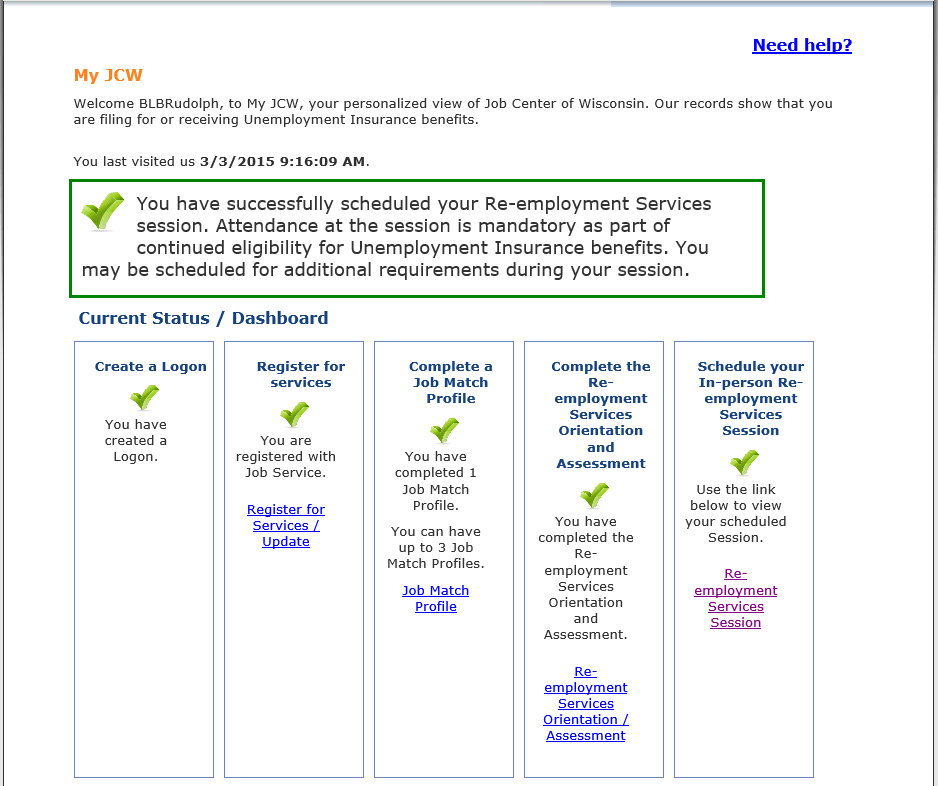 Need help?
My JCW
Welcome BLBRudolph, to My JCW, your personalized view of Job Center of Wisconsin. Our records show that you
are filing for or receiving Unemployment Insurance benefits.
You last visited us 3/3/2015 9:16:09 AM.
You have successfully scheduled your Re-employment Services
session. Attendance at the session is mandatory as part of
continued eligibility for Unemployment Insurance benefits. You
may be scheduled for additional requirements during your session.
Current Status / Dashboard
Create a Logon
You have
created a
Logon.
Register for
services
You are
registered with
Job Service.
Register for
Services /
Update
Complete a
Job Match
Profile
You have
completed 1
Job Match
Profile.
You can have
up to 3 Job
Match Profiles.
Job Match
Profile
Complete the
Re-
employment
Services
Orientation
and
Assessment
You have
completed the
Re-
employment
Services
Orientation
and
Assessment.
Re-
employment
Services
Orientation /
Assessment
Schedule your
In-person Re-
employment
Services
Session
Use the link
below to view
your scheduled
Session.
Re-
employment
Services
Session